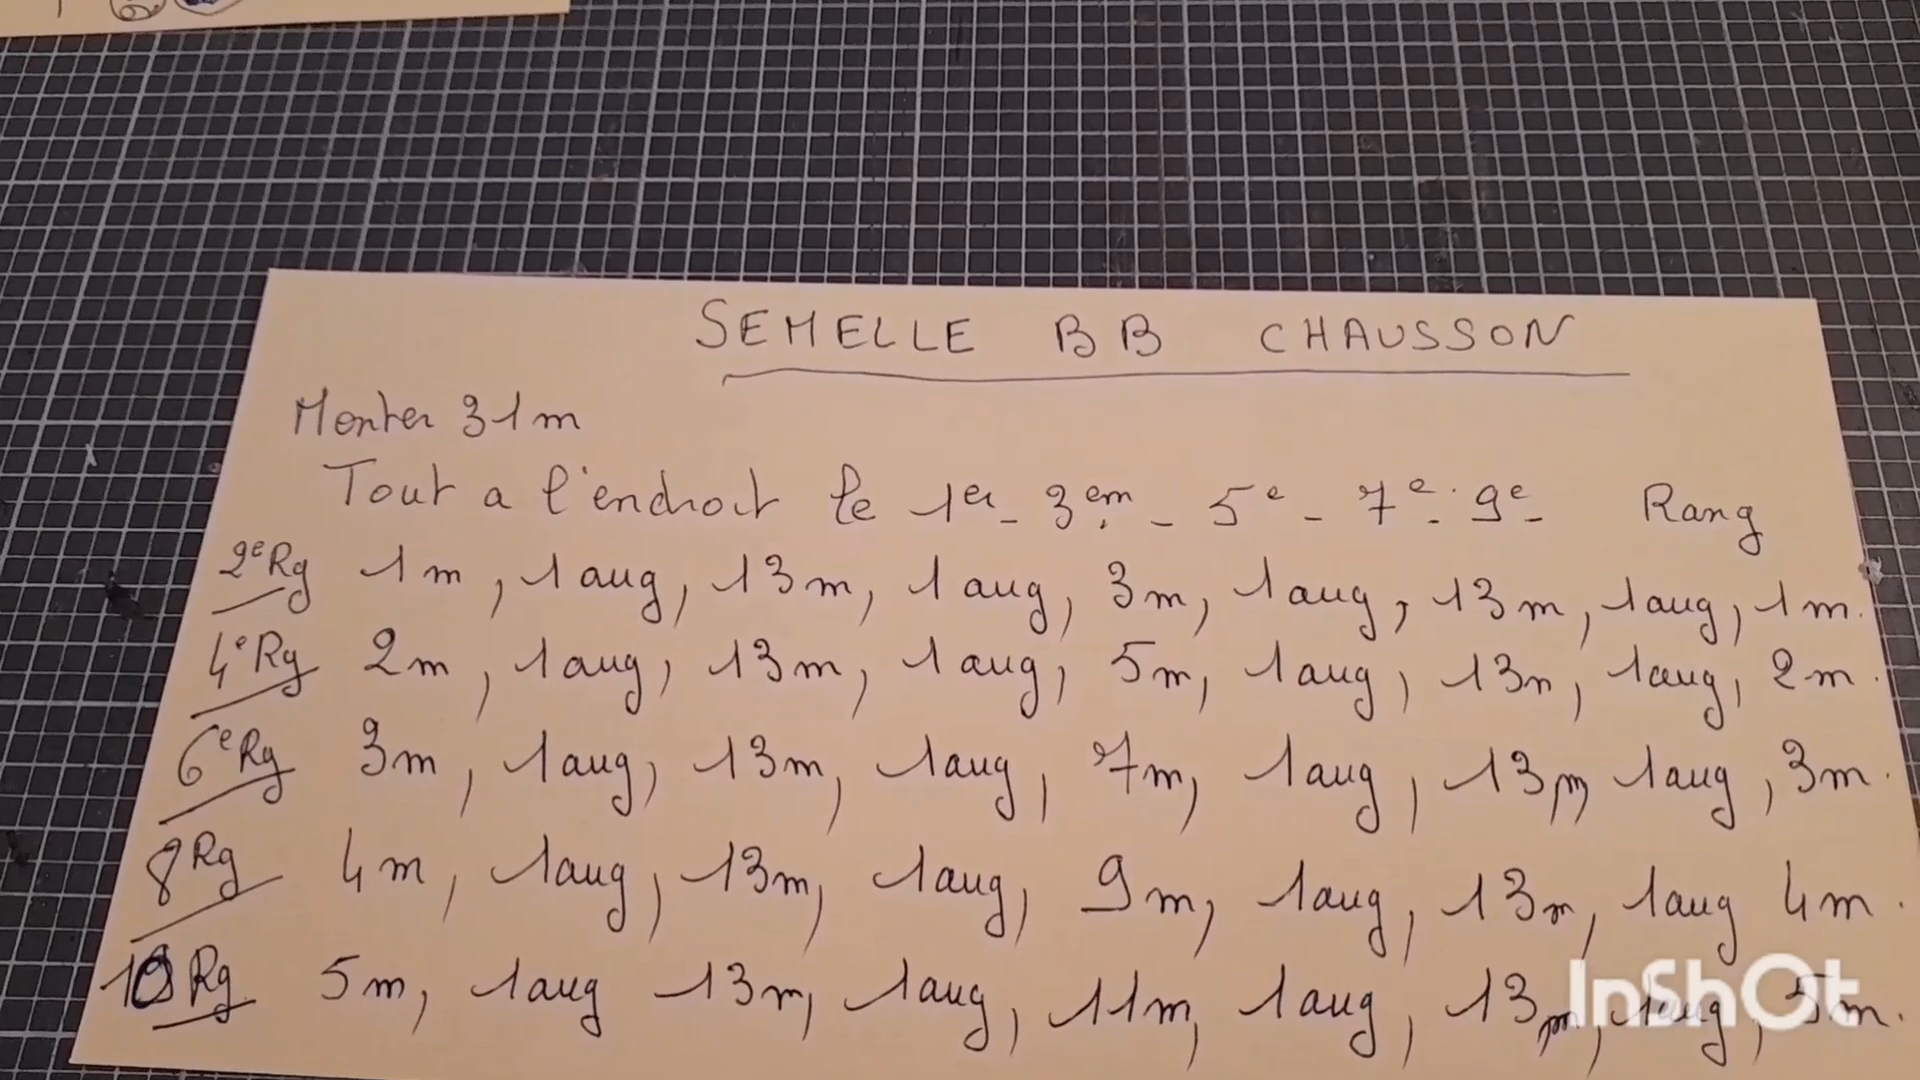 SEMELLE BB CHAUSSON
Monter 31m
Tout a l'endroit le 1er - 3em - 5e - 7e - 9e - Rang
2e Rg 1m, 1aug, 13m, 1aug, 3m, 1aug, 13m, 1aug, 1m.
4e Rg 2m, 1aug, 13m, 1aug, 5m, 1aug, 13m, 1aug, 2m.
6e Rg 3m, 1aug, 13m, 1aug, 7m, 1aug, 13m 1aug, 3m.
8 Rg 4m, 1aug, 13m, 1aug, 9m, 1aug, 13m, 1aug 4m.
10 Rg 5m, 1aug 13m, 1aug, 11m, 1aug, 13m, 1aug, 5m.
InShOt